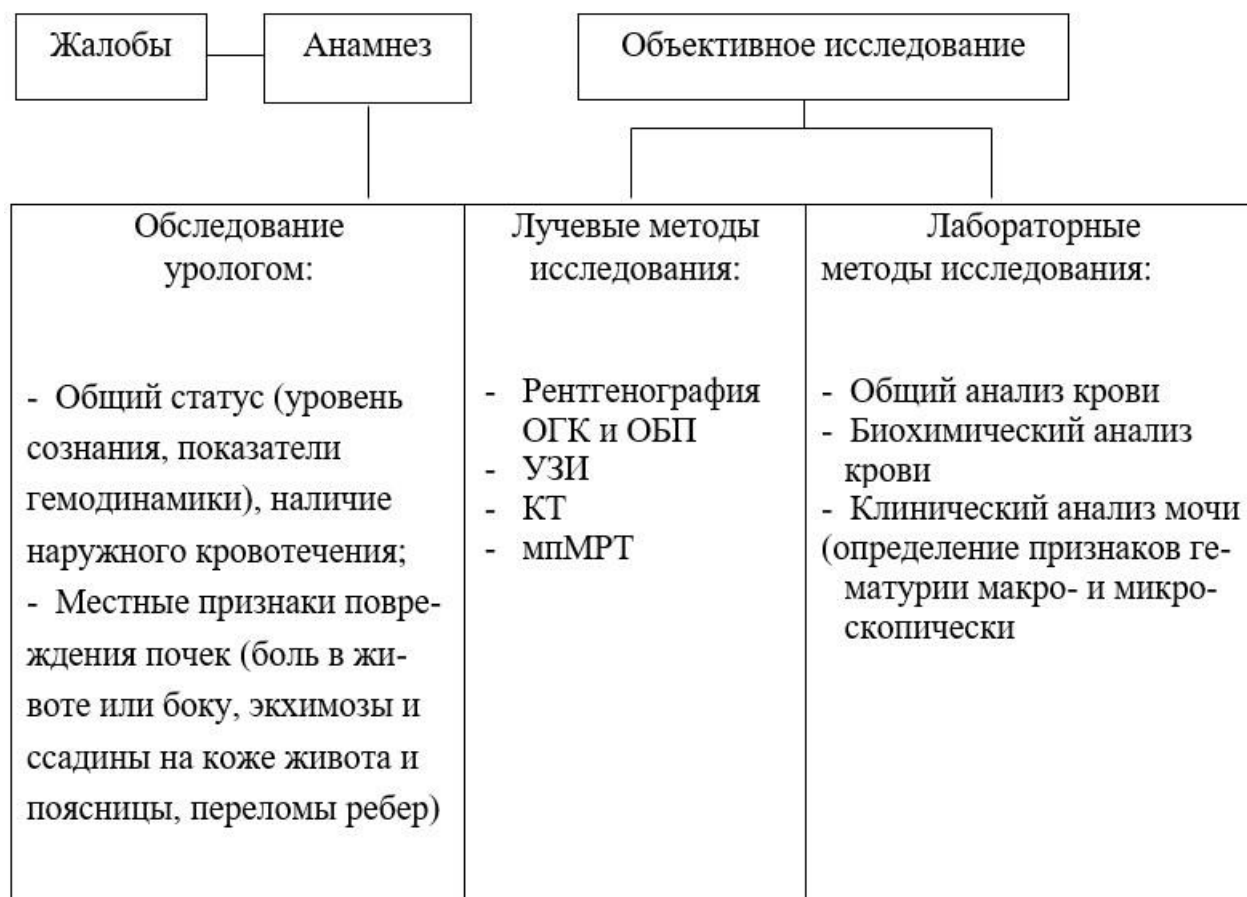 Жалобы
Анамнез
Объективное исследование
Обследование
урологом:
- Общий статус (уровень
сознания, показатели
гемодинамики), наличие
наружного кровотечения;
- Местные признаки повре-
ждения почек (боль в жи-
воте или боку, экхимозы и
ссадины на коже живота и
поясницы, переломы ребер)
Лучевые методы
исследования:
- Рентгенография
ОГК и ОБП
- УЗИ
- КТ
- мпМРТ
Лабораторные
методы исследования:
- Общий анализ крови
- Биохимический анализ
крови
- Клинический анализ мочи
(определение признаков ге-
матурии макро- и микро-
скопически